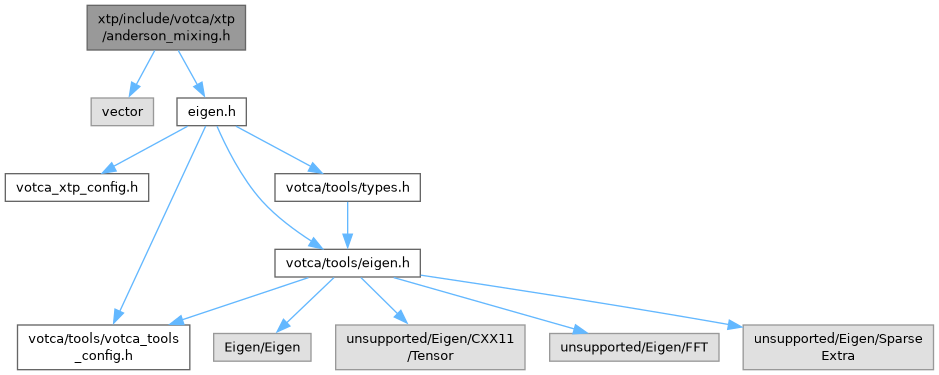 xtp/include/votca/xtp
/anderson_mixing.h
vector
eigen.h
votca_xtp_config.h
votca/tools/types.h
votca/tools/eigen.h
votca/tools/votca_tools
_config.h
Eigen/Eigen
unsupported/Eigen/CXX11
/Tensor
unsupported/Eigen/FFT
unsupported/Eigen/Sparse
Extra